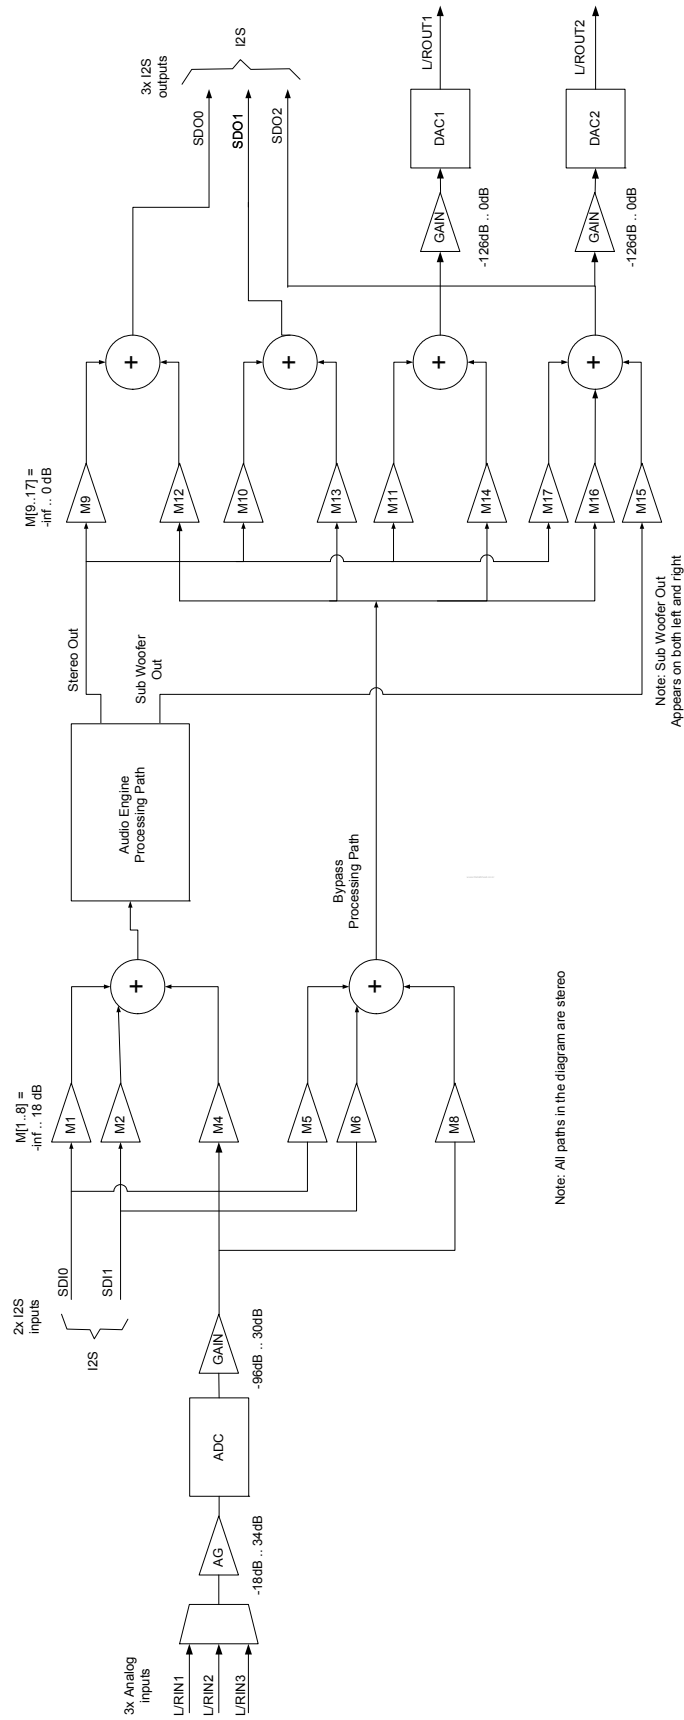 3x Analog
inputs
L/RIN1
L/RIN2
L/RIN3
AG
-18dB .. 34dB
ADC
GAIN
-96dB .. 30dB
2x I2S
inputs
I2S
SDI0
SDI1
M[1..8] =
-inf .. 18 dB
M1
M2
M4
M5
M6
M8
+
+
Audio Engine
Processing Path
Bypass
Processing Path
Stereo Out
Sub Woofer
Out
M[9..17] =
-inf .. 0 dB
M9
M12
M10
M13
M11
M14
M17
M16
M15
+
+
+
+
3x I2S
outputs
I2S
SDO0
SDO1
SDO2
GAIN
-126dB .. 0dB
DAC1
L/ROUT1
GAIN
-126dB .. 0dB
DAC2
L/ROUT2
Note: Sub Woofer Out
Appears on both left and right
Note: All paths in the diagram are stereo